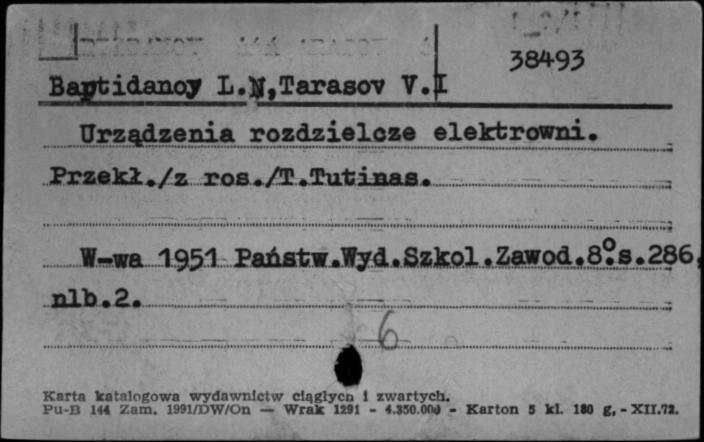 38493
Baptidanoy L.N,Tarasov V.I
Urządzenia rozdzielcze elektrowni.
Przekł./z ros./T.Tutinas.
W-wa 1951 Państw.Wyd.Szkol.Zawod.8°.s.286,
nlb.2.
6
Karta katalogowa wydawnictw ciągłych i zwartych.
Pu-B 144 Zam. 1991/DW/On — Wrak 1291 - 4.350.000 - Karton 5 kl. 180 g, - XII.72.